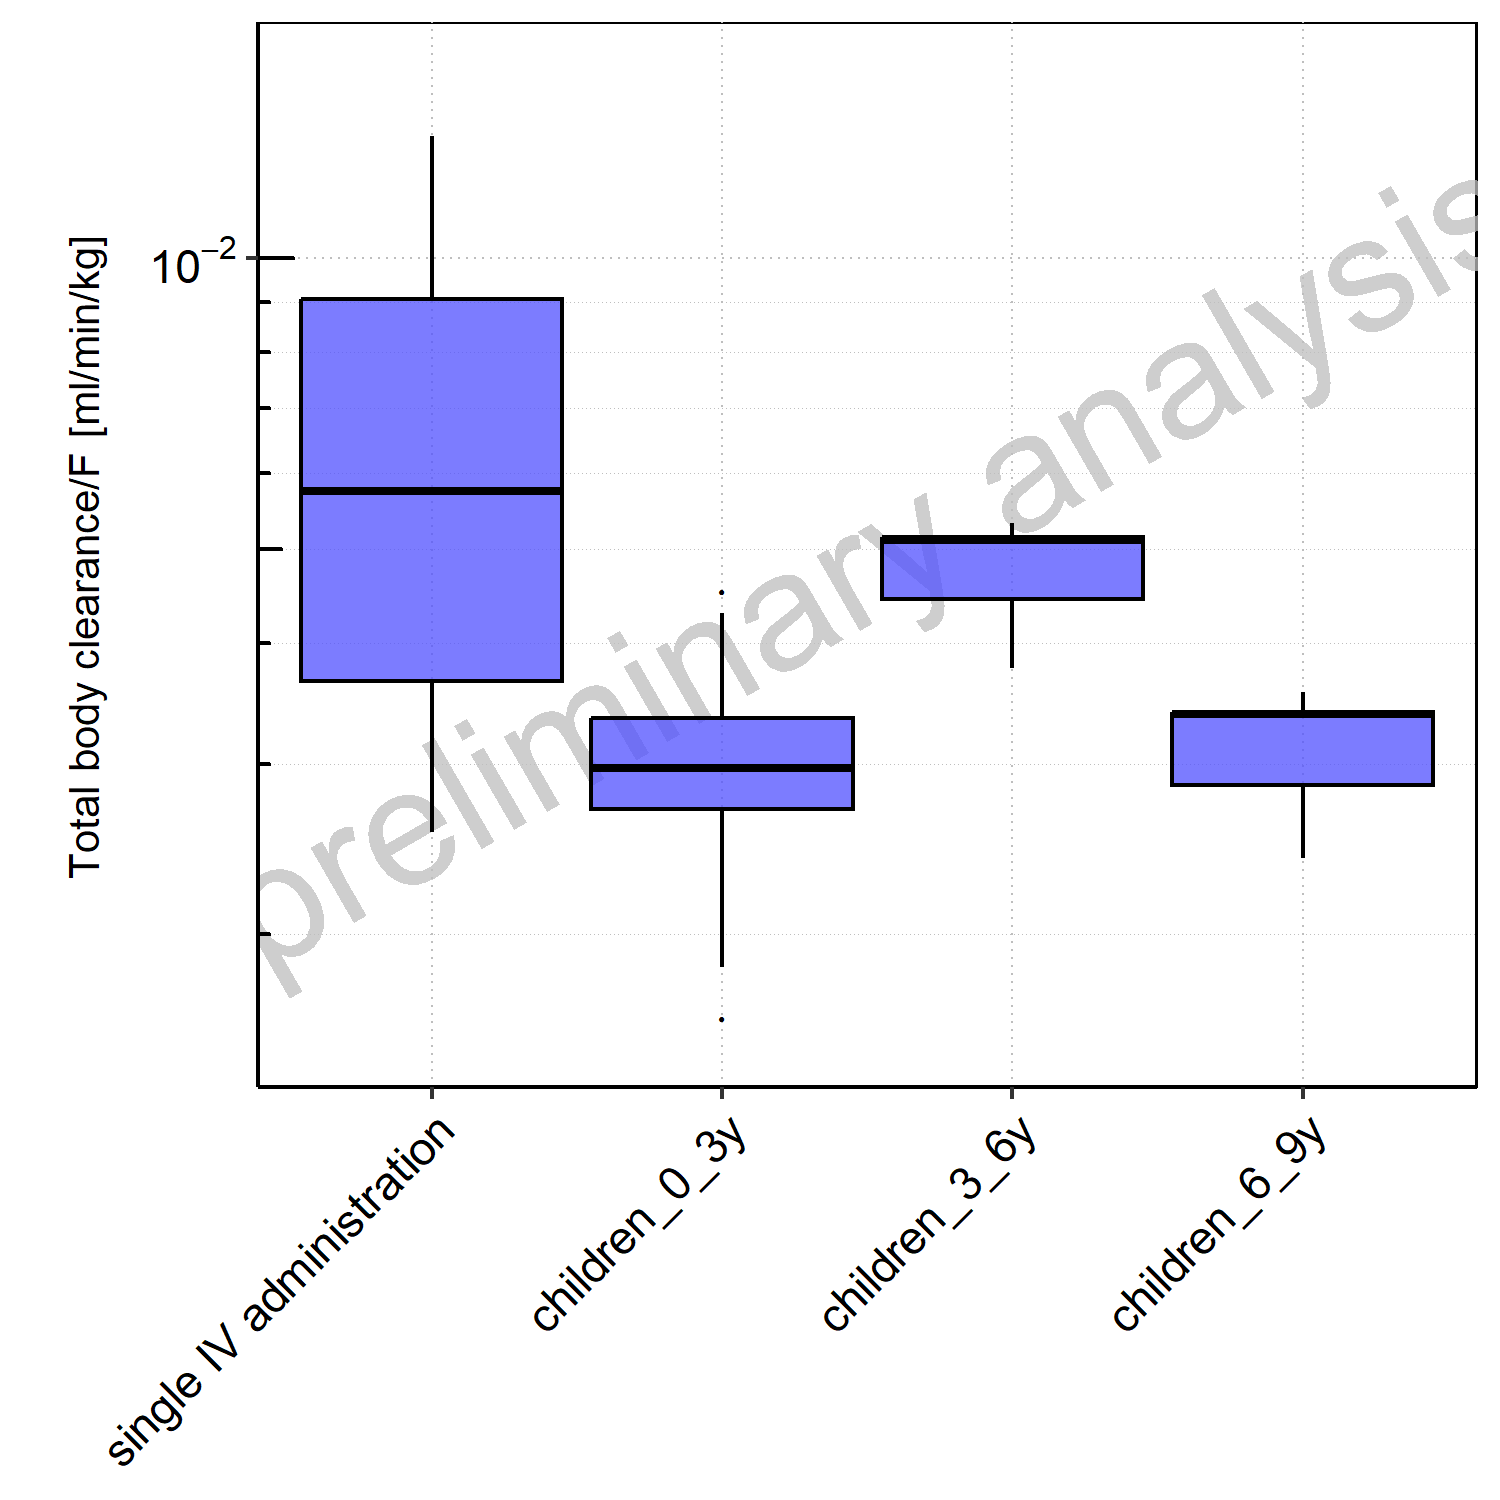 Total body clearance/F [ml/min/kg]
10⁻²
preliminary analysis
single IV administration
children_0_3y
children_3_6y
children_6_9y